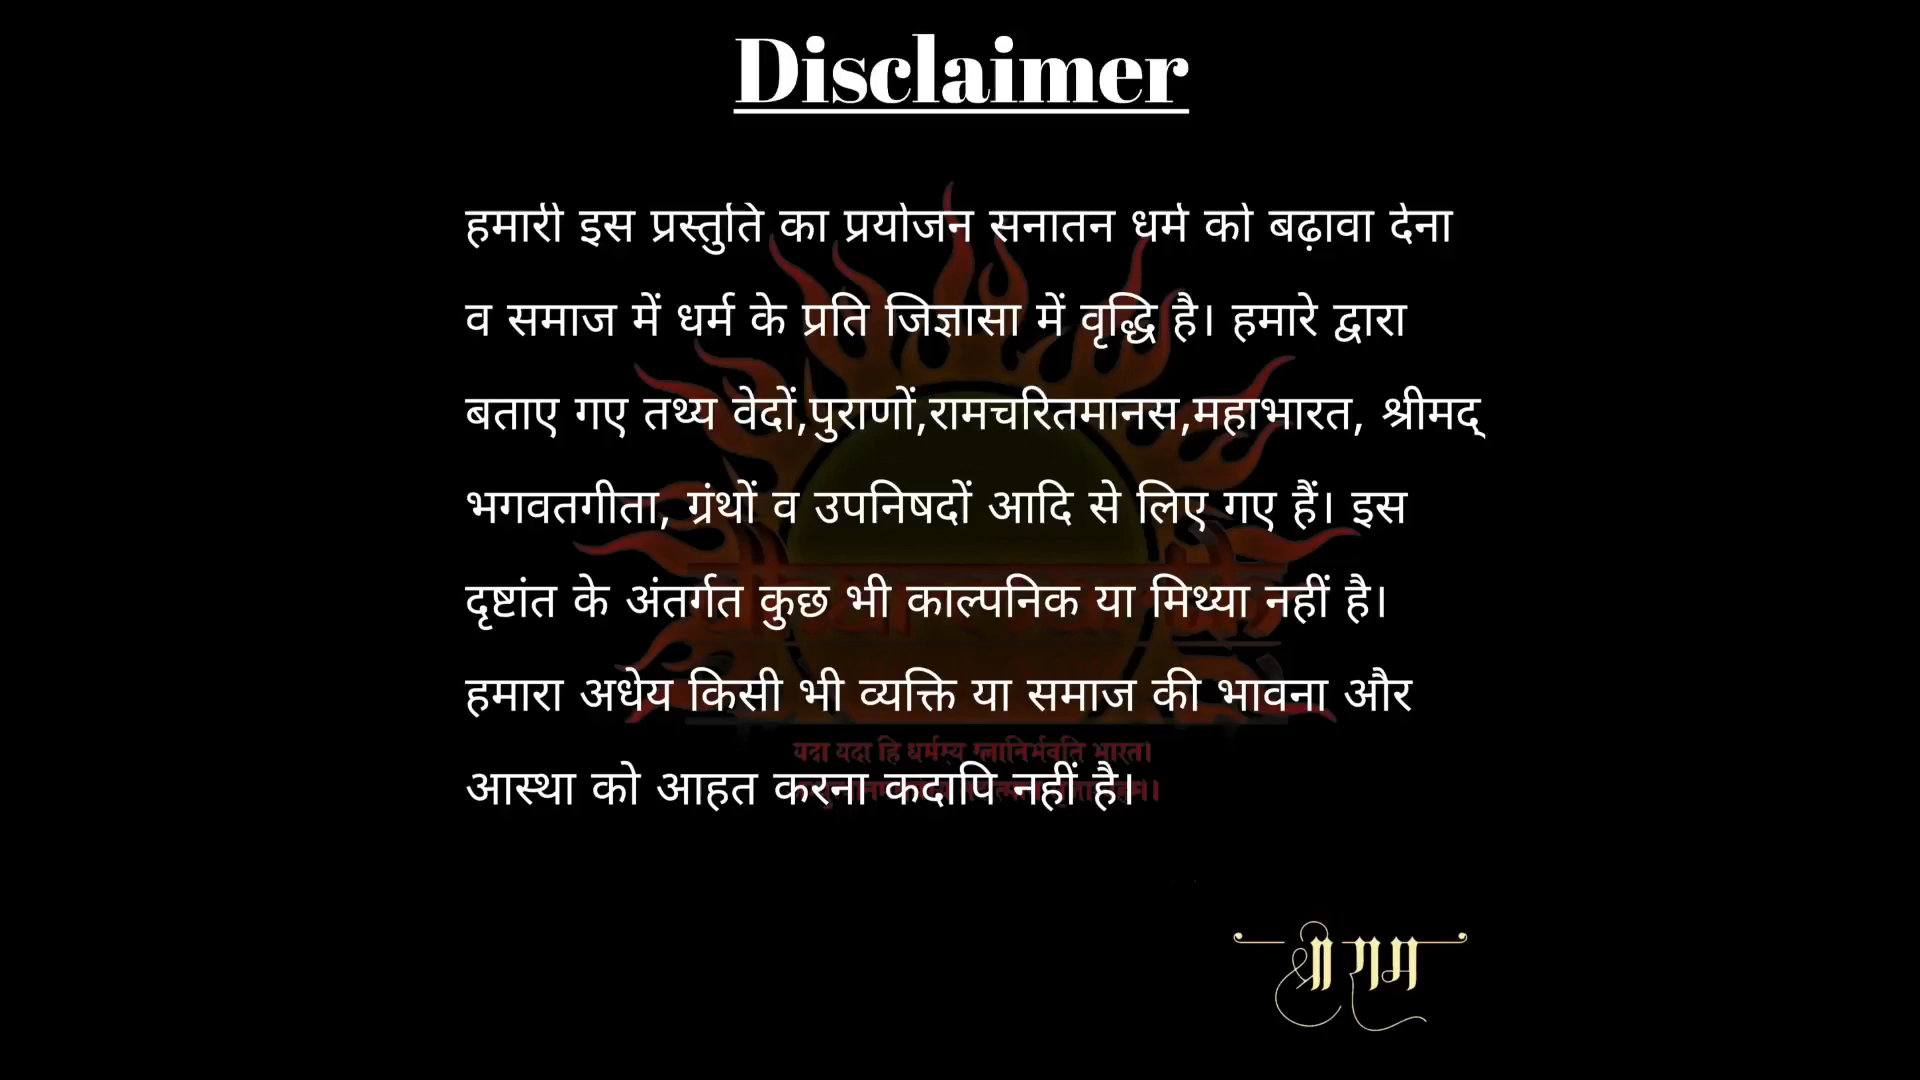 Disclaimer
हमारी इस प्रस्तुति का प्रयोजन सनातन धर्म को बढ़ावा देना
व समाज में धर्म के प्रति जिज्ञासा में वृद्धि है। हमारे द्वारा
बताए गए तथ्य वेदों,पुराणों,रामचरितमानस,महाभारत, श्रीमद्
भगवतगीता, ग्रंथों व उपनिषदों आदि से लिए गए हैं। इस
दृष्टांत के अंतर्गत कुछ भी काल्पनिक या मिथ्या नहीं है।
हमारा अधेय किसी भी व्यक्ति या समाज की भावना और
यदा यदा हि धर्मस्य ग्लानिर्भवति भारत।
आस्था को आहत करना कदापि नहीं है।
श्री राम